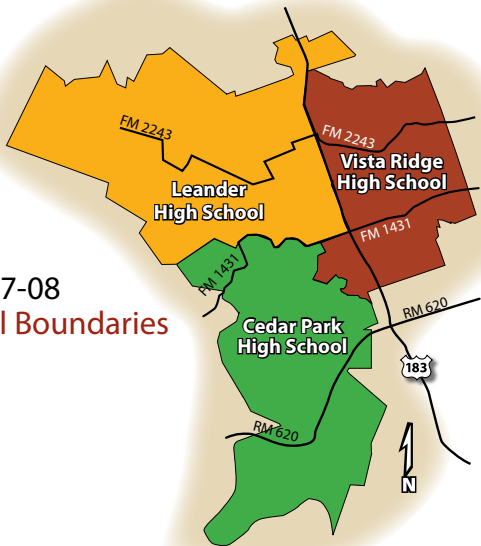 FM 2243
FM 2243
Vista Ridge
High School
Leander
High School
FM 1431
FM 1431
7-08
l Boundaries
RM 620
Cedar Park
High School
183
RM 620
N